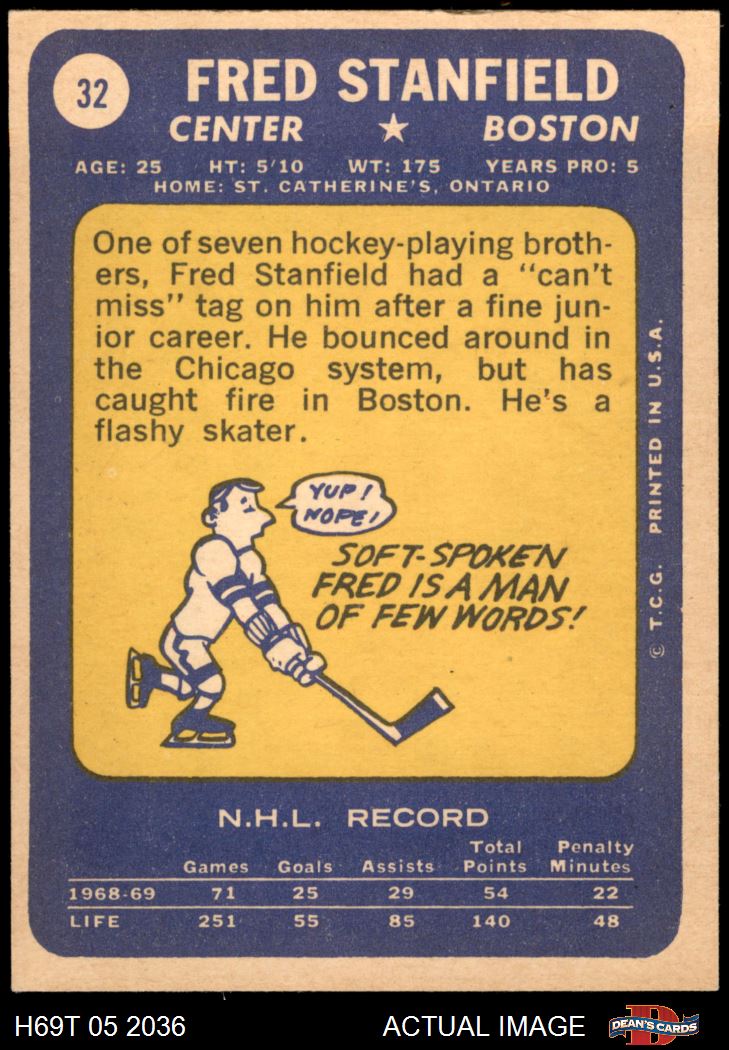 32
FRED STANFIELD
CENTER ★ BOSTON
AGE: 25 HT: 5'10 WT: 175 YEARS PRO: 5
HOME: ST. CATHERINE'S, ONTARIO
One of seven hockey-playing broth-
ers, Fred Stanfield had a "can't
miss" tag on him after a fine jun-
ior career. He bounced around in
the Chicago system, but has
caught fire in Boston. He's a
flashy skater.
YUP!
NOPE!
SOFT-SPOKEN
FRED IS A MAN
OF FEW WORDS!
© T.C.G. PRINTED IN U.S.A.
N.H.L. RECORD
Games Goals Assists Total Points Penalty Minutes
1968-69 71 25 29 54 22
LIFE 251 55 85 140 48
H69T 05 2036 ACTUAL IMAGE
D
DEAN'S CARDS